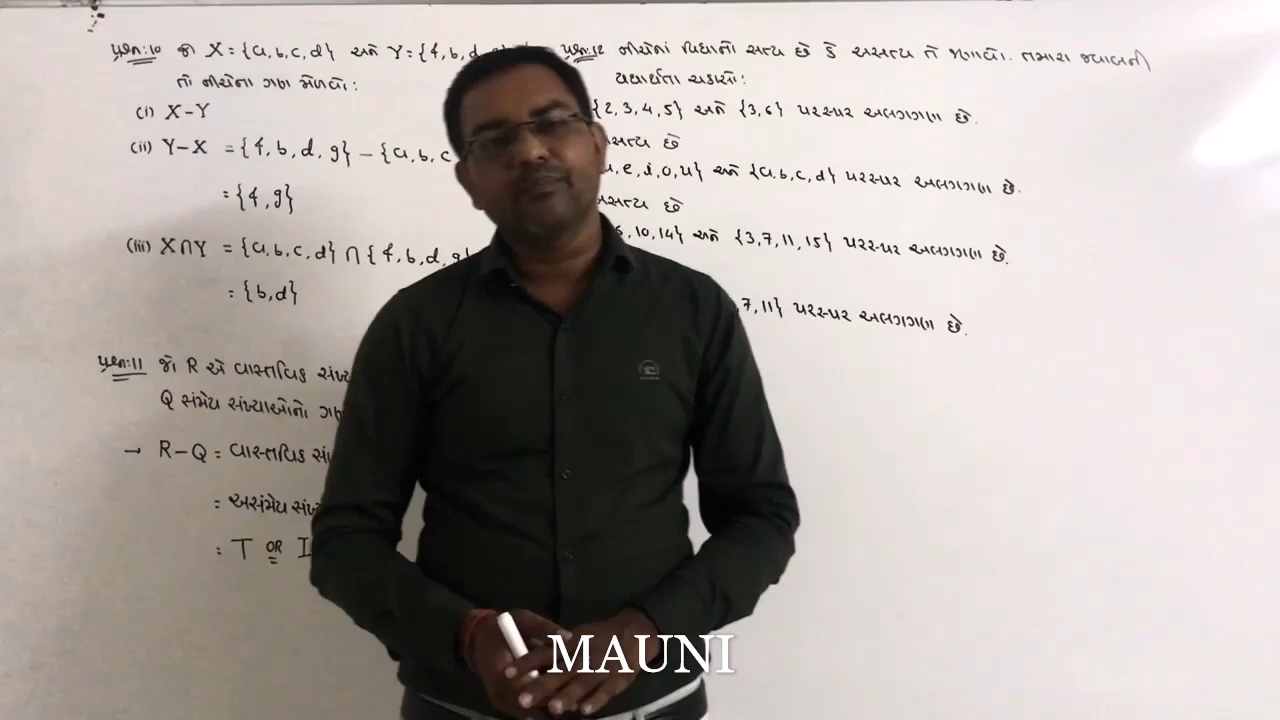 પ્રશ્ન:10 જો X = {a, b, c, d} અને Y = {f, b, d, g}
તો નીચેના ગણ મેળવો:
(i) X-Y
(ii) Y-X = {f, b, d, g} - {a, b, c
= {f, g}
(iii) X∩Y = {a, b, c, d} ∩ {f, b, d, g}
= {b, d}
પ્રશ્ન:11 જો R એ વાસ્તવિક
Q સંમેય સંખ્યાઓનો
→ R-Q = વાસ્તવિક
= અસંમેય
= T OR I
પ્રશ્ન:12 નીચેનાં વિધાનો સત્ય છે કે અસત્ય તે જણાવો. તમારા જવાબની
યથાર્થતા ચકાસો:
{2, 3, 4, 5} અને {3, 6} પરસ્પર અલગગણ છે.
અસત્ય છે
e, i, o, u} અને {a, b, c, d} પરસ્પર અલગગણ છે.
અસત્ય છે
6, 10, 14} અને {3, 7, 11, 15} પરસ્પર અલગગણ છે.
7, 11} પરસ્પર અલગગણ છે.
MAUNI